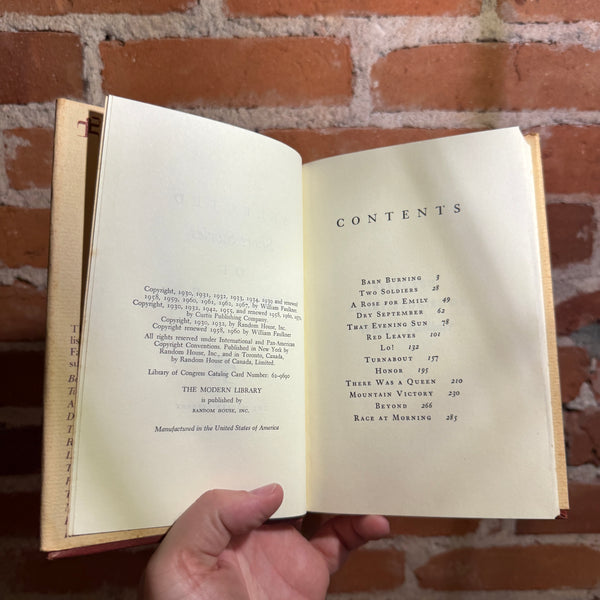 Copyright, 1930, 1931, 1932, 1933, 1934, 1939 and renewed
1958, 1959, 1960, 1961, 1962, 1967, by William Faulkner
Copyright, 1930, 1932, 1942, 1955, and renewed 1958, 1960, 1971,
by Curtis Publishing Company
Copyright, 1930, 1931, by Random House, Inc.
Copyright renewed 1958, 1960 by William Faulkner
All rights reserved under International and Pan-American
Copyright Conventions. Published in New York by
Random House, Inc., and in Toronto, Canada,
by Random House of Canada, Limited.
Library of Congress Catalog Card Number: 62-9690
THE MODERN LIBRARY
is published by
RANDOM HOUSE, INC.
Manufactured in the United States of America
CONTENTS
BARN BURNING 3
TWO SOLDIERS 28
A ROSE FOR EMILY 49
DRY SEPTEMBER 62
THAT EVENING SUN 78
RED LEAVES 101
LO! 132
TURNABOUT 157
HONOR 195
THERE WAS A QUEEN 210
MOUNTAIN VICTORY 230
BEYOND 266
RACE AT MORNING 285